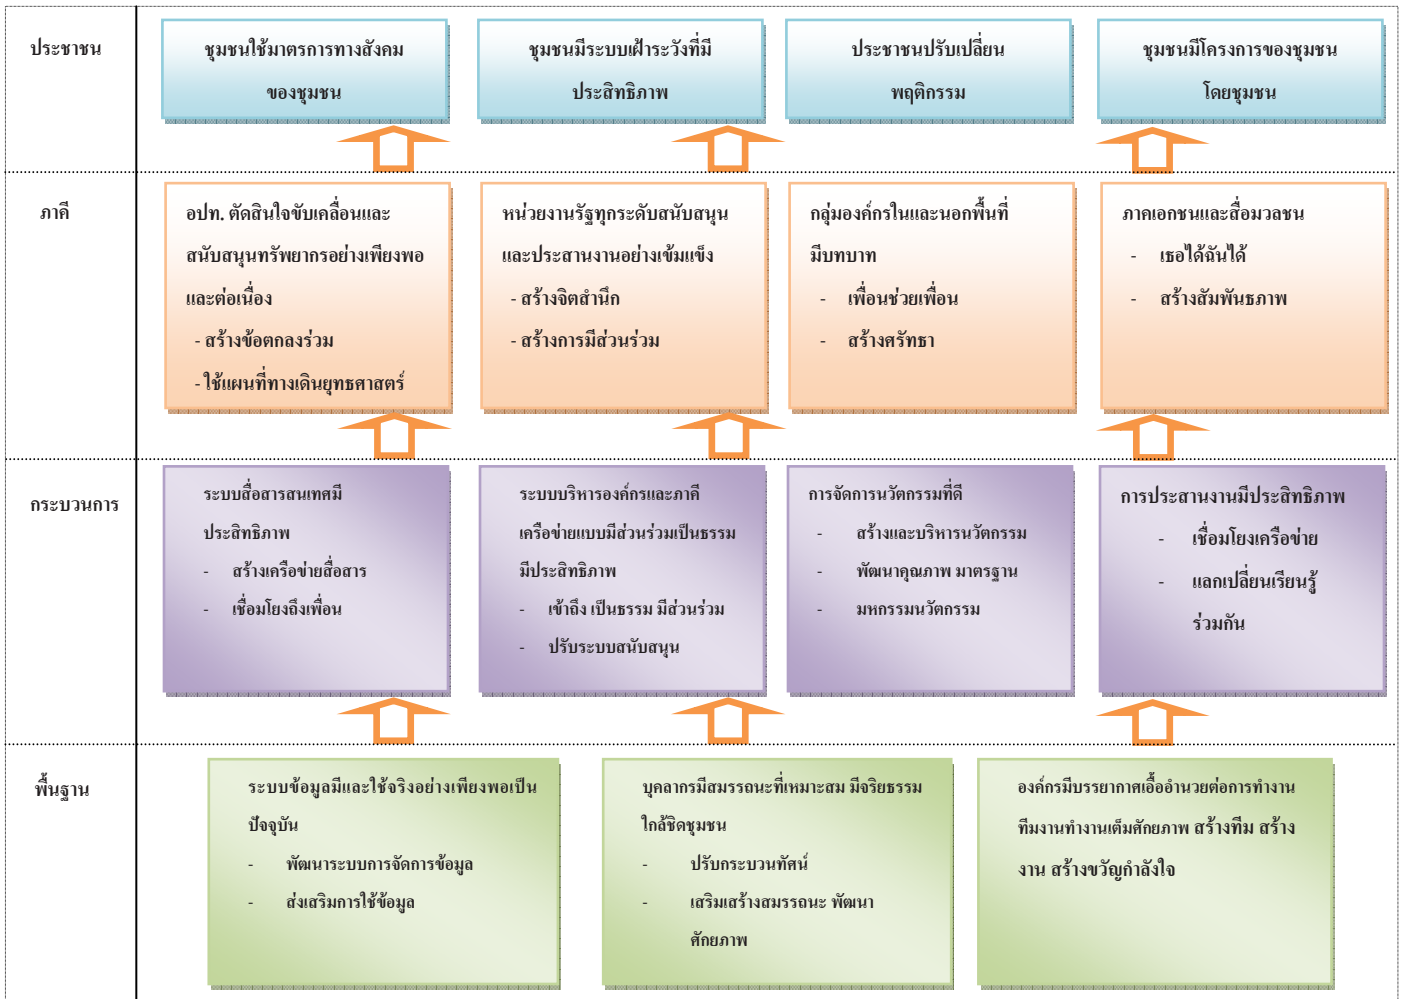 ประชาชน
ชุมชนใช้มาตรการทางสังคม
ของชุมชน
ชุมชนมีระบบเฝ้าระวังที่มี
ประสิทธิภาพ
ประชาชนปรับเปลี่ยน
พฤติกรรม
ชุมชนมีโครงการของชุมชน
โดยชุมชน
ภาคี
อปท. ตัดสินใจขับเคลื่อนและ
สนับสนุนทรัพยากรอย่างเพียงพอ
และต่อเนื่อง
- สร้างข้อตกลงร่วม
- ใช้แผนที่ทางเดินยุทธศาสตร์
หน่วยงานรัฐทุกระดับสนับสนุน
และประสานงานอย่างเข้มแข็ง
- สร้างจิตสำนึก
- สร้างการมีส่วนร่วม
กลุ่มองค์กรในและนอกพื้นที่
มีบทบาท
- เพื่อนช่วยเพื่อน
- สร้างศรัทธา
ภาคเอกชนและสื่อมวลชน
- เธอได้ฉันได้
- สร้างสัมพันธภาพ
กระบวนการ
ระบบสื่อสารสนเทศมี
ประสิทธิภาพ
- สร้างเครือข่ายสื่อสาร
- เชื่อมโยงถึงเพื่อน
ระบบบริหารองค์กรและภาคี
เครือข่ายแบบมีส่วนร่วมเป็นธรรม
มีประสิทธิภาพ
- เข้าถึง เป็นธรรม มีส่วนร่วม
- ปรับระบบสนับสนุน
การจัดการนวัตกรรมที่ดี
- สร้างและบริหารนวัตกรรม
- พัฒนาคุณภาพ มาตรฐาน
- มหกรรมนวัตกรรม
การประสานงานมีประสิทธิภาพ
- เชื่อมโยงเครือข่าย
- แลกเปลี่ยนเรียนรู้
ร่วมกัน
พื้นฐาน
ระบบข้อมูลมีและใช้จริงอย่างเพียงพอเป็น
ปัจจุบัน
- พัฒนาระบบการจัดการข้อมูล
- ส่งเสริมการใช้ข้อมูล
บุคลากรมีสมรรถนะที่เหมาะสม มีจริยธรรม
ใกล้ชิดชุมชน
- ปรับกระบวนทัศน์
- เสริมเสร้างสมรรถนะ พัฒนา
ศักยภาพ
องค์กรมีบรรยากาศเอื้ออำนวยต่อการทำงาน
ทีมงานทำงานเต็มศักยภาพ สร้างทีม สร้าง
งาน สร้างขวัญกำลังใจ